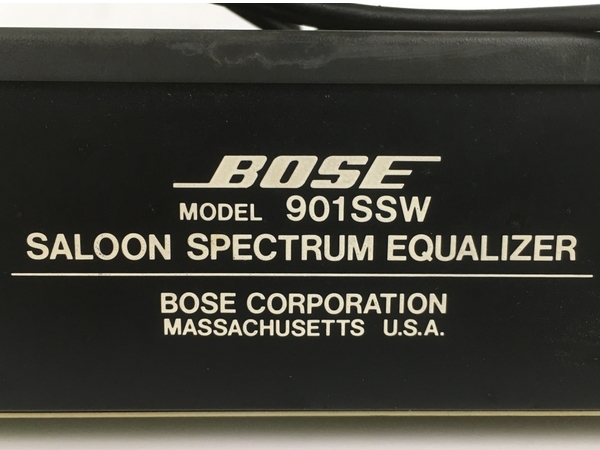 BOSE
MODEL 901SSW
SALOON SPECTRUM EQUALIZER
BOSE CORPORATION
MASSACHUSETTS U.S.A.